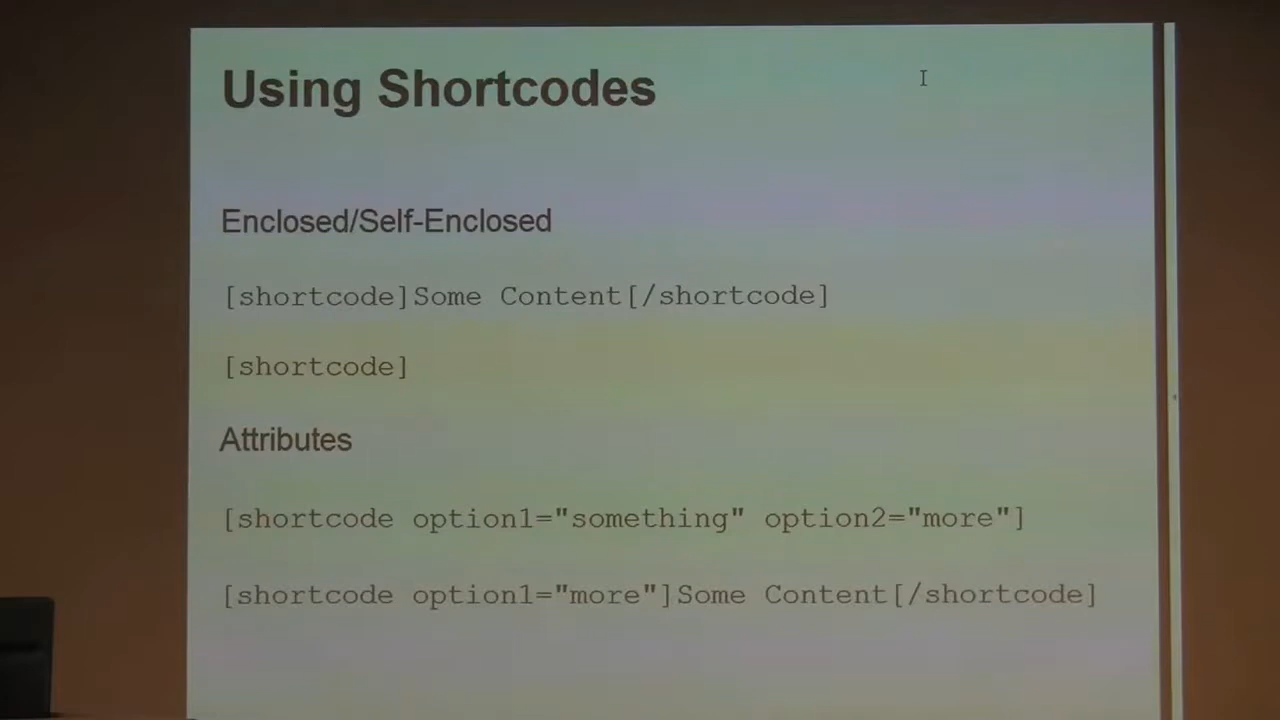 Using Shortcodes
Enclosed/Self-Enclosed
[shortcode]Some Content[/shortcode]
[shortcode]
Attributes
[shortcode option1="something" option2="more"]
[shortcode option1="more"]Some Content[/shortcode]